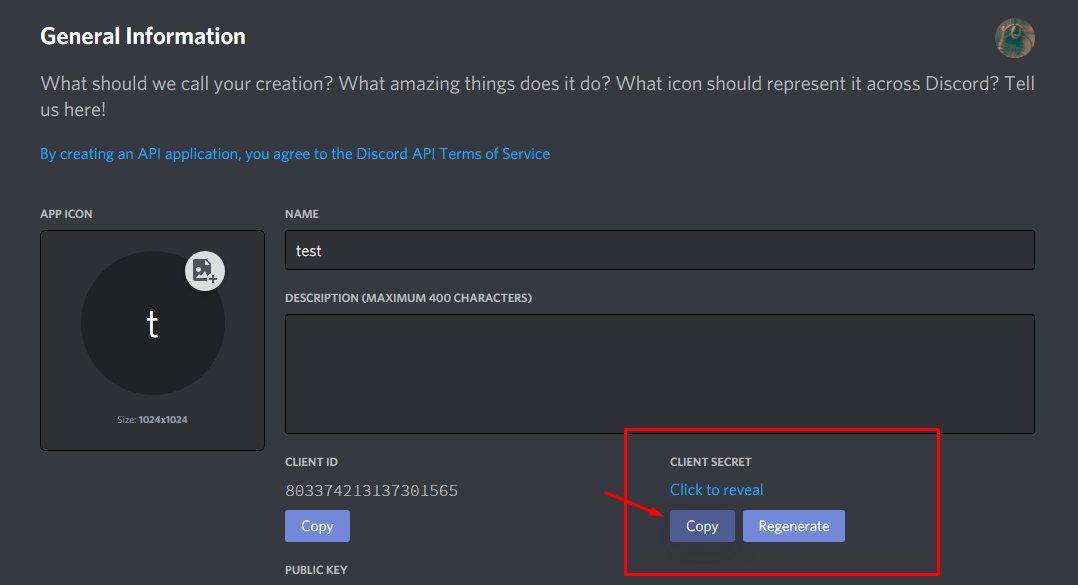 General Information
What should we call your creation? What amazing things does it do? What icon should represent it across Discord? Tell
us here!
By creating an API application, you agree to the Discord API Terms of Service
APP ICON
t
Size: 1024x1024
NAME
test
DESCRIPTION (MAXIMUM 400 CHARACTERS)
CLIENT ID
803374213137301565
Copy
CLIENT SECRET
Click to reveal
Copy
Regenerate
PUBLIC KEY